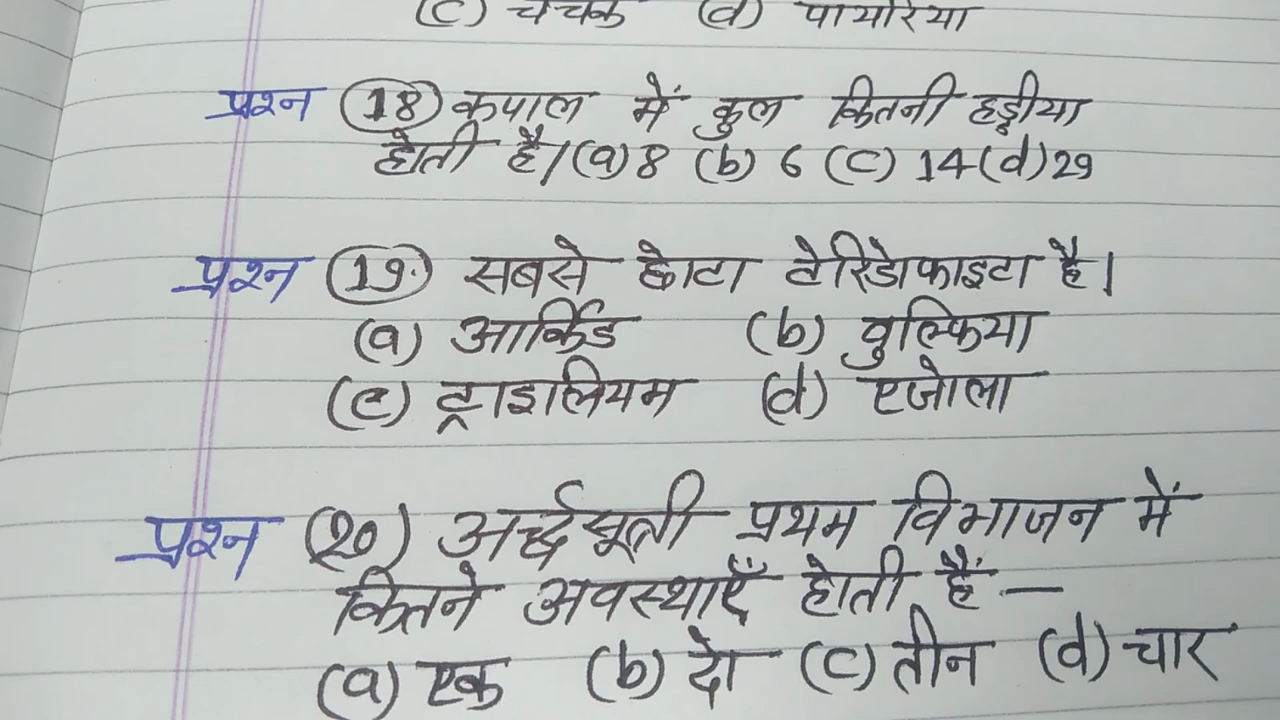 (c) चेचक (d) पायरिया
प्रश्न (18) कपाल में कुल कितनी हड्डीया
होती है। (a) 8 (b) 6 (c) 14 (d) 29
प्रश्न (19.) सबसे छोटा टेरिडोफाइटा है।
(a) आर्किड (b) वुल्फिया
(c) ट्राइलियम (d) एजोला
प्रश्न (20) अर्द्धसूत्री प्रथम विभाजन में
कितने अवस्थाएँ होती हैं –
(a) एक (b) दो (c) तीन (d) चार